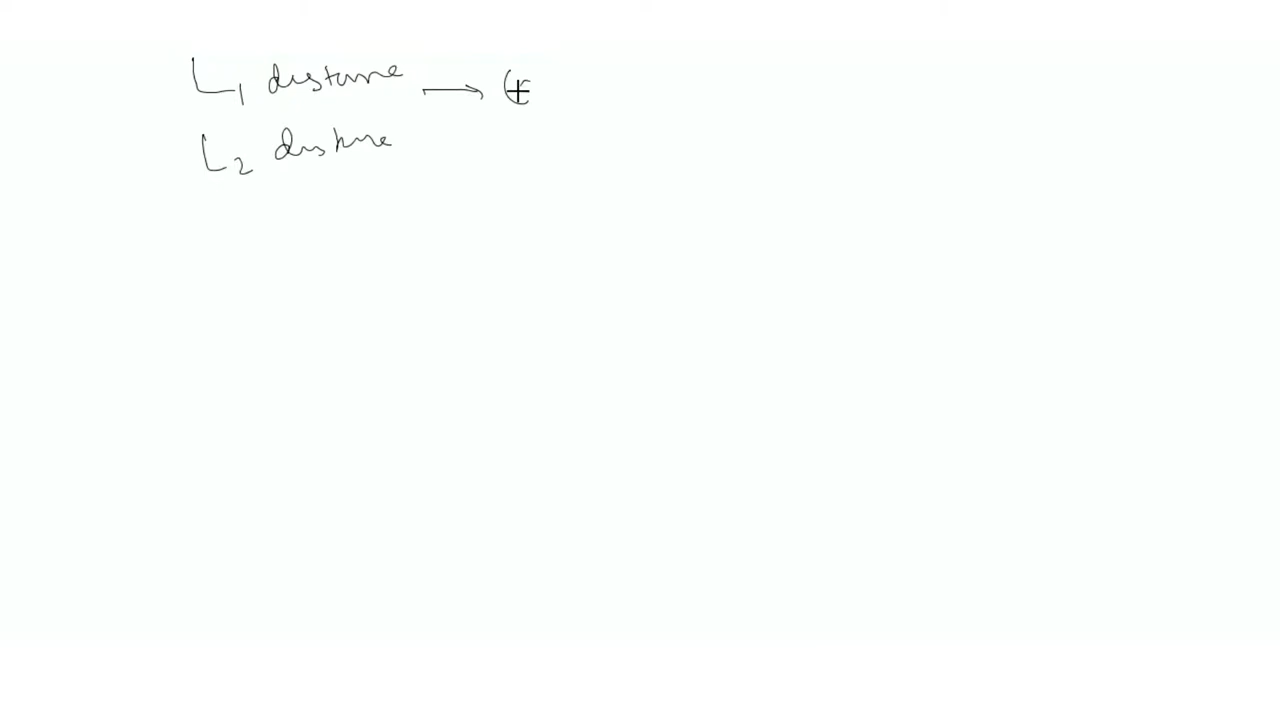 L₁ distance → (
L₂ distance